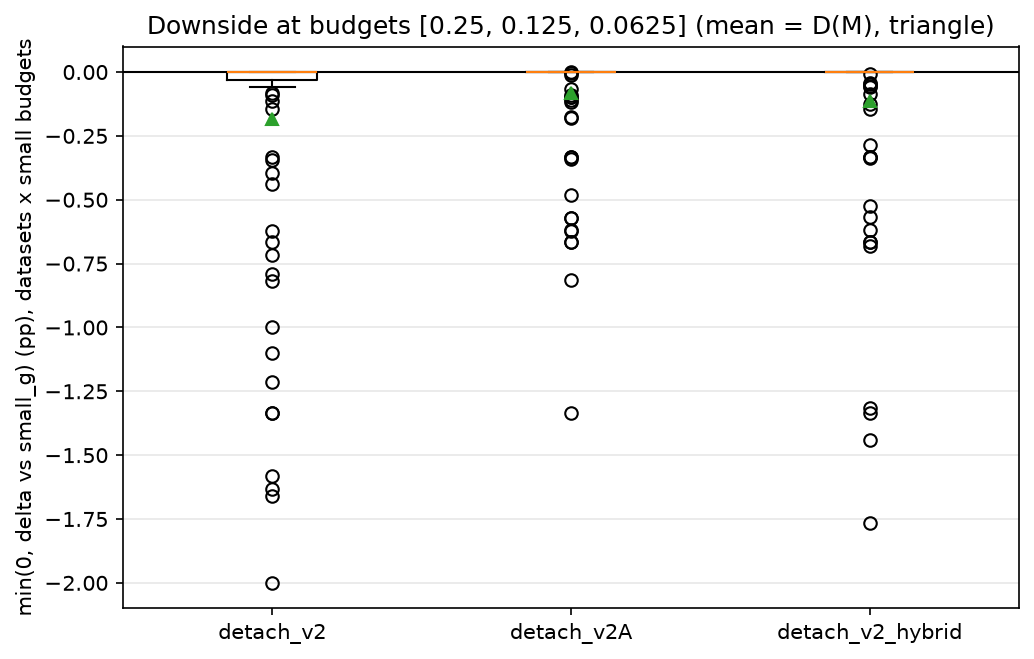 Downside at budgets [0.25, 0.125, 0.0625] (mean = D(M), triangle)
min(0, delta vs small_g) (pp), datasets x small budgets
0.00
−0.25
−0.50
−0.75
−1.00
−1.25
−1.50
−1.75
−2.00
detach_v2
detach_v2A
detach_v2_hybrid